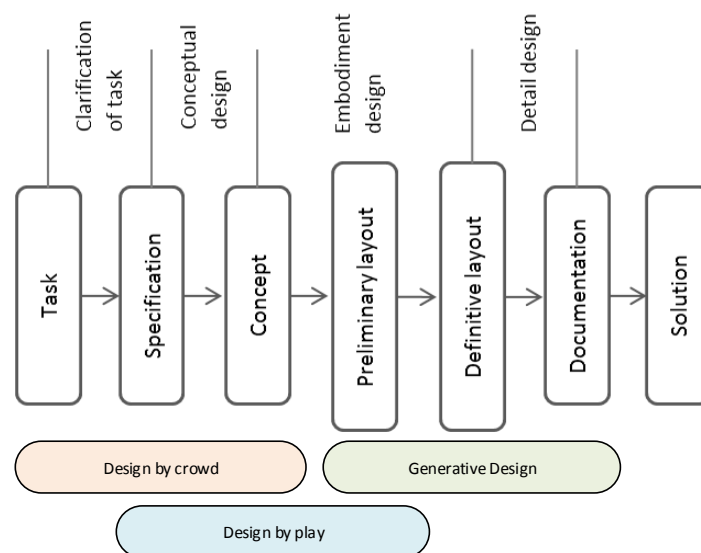 Clarification
of task
Conceptual
design
Embodiment
design
Detail design
Task
Specification
Concept
Preliminary layout
Definitive layout
Documentation
Solution
Design by crowd
Generative Design
Design by play